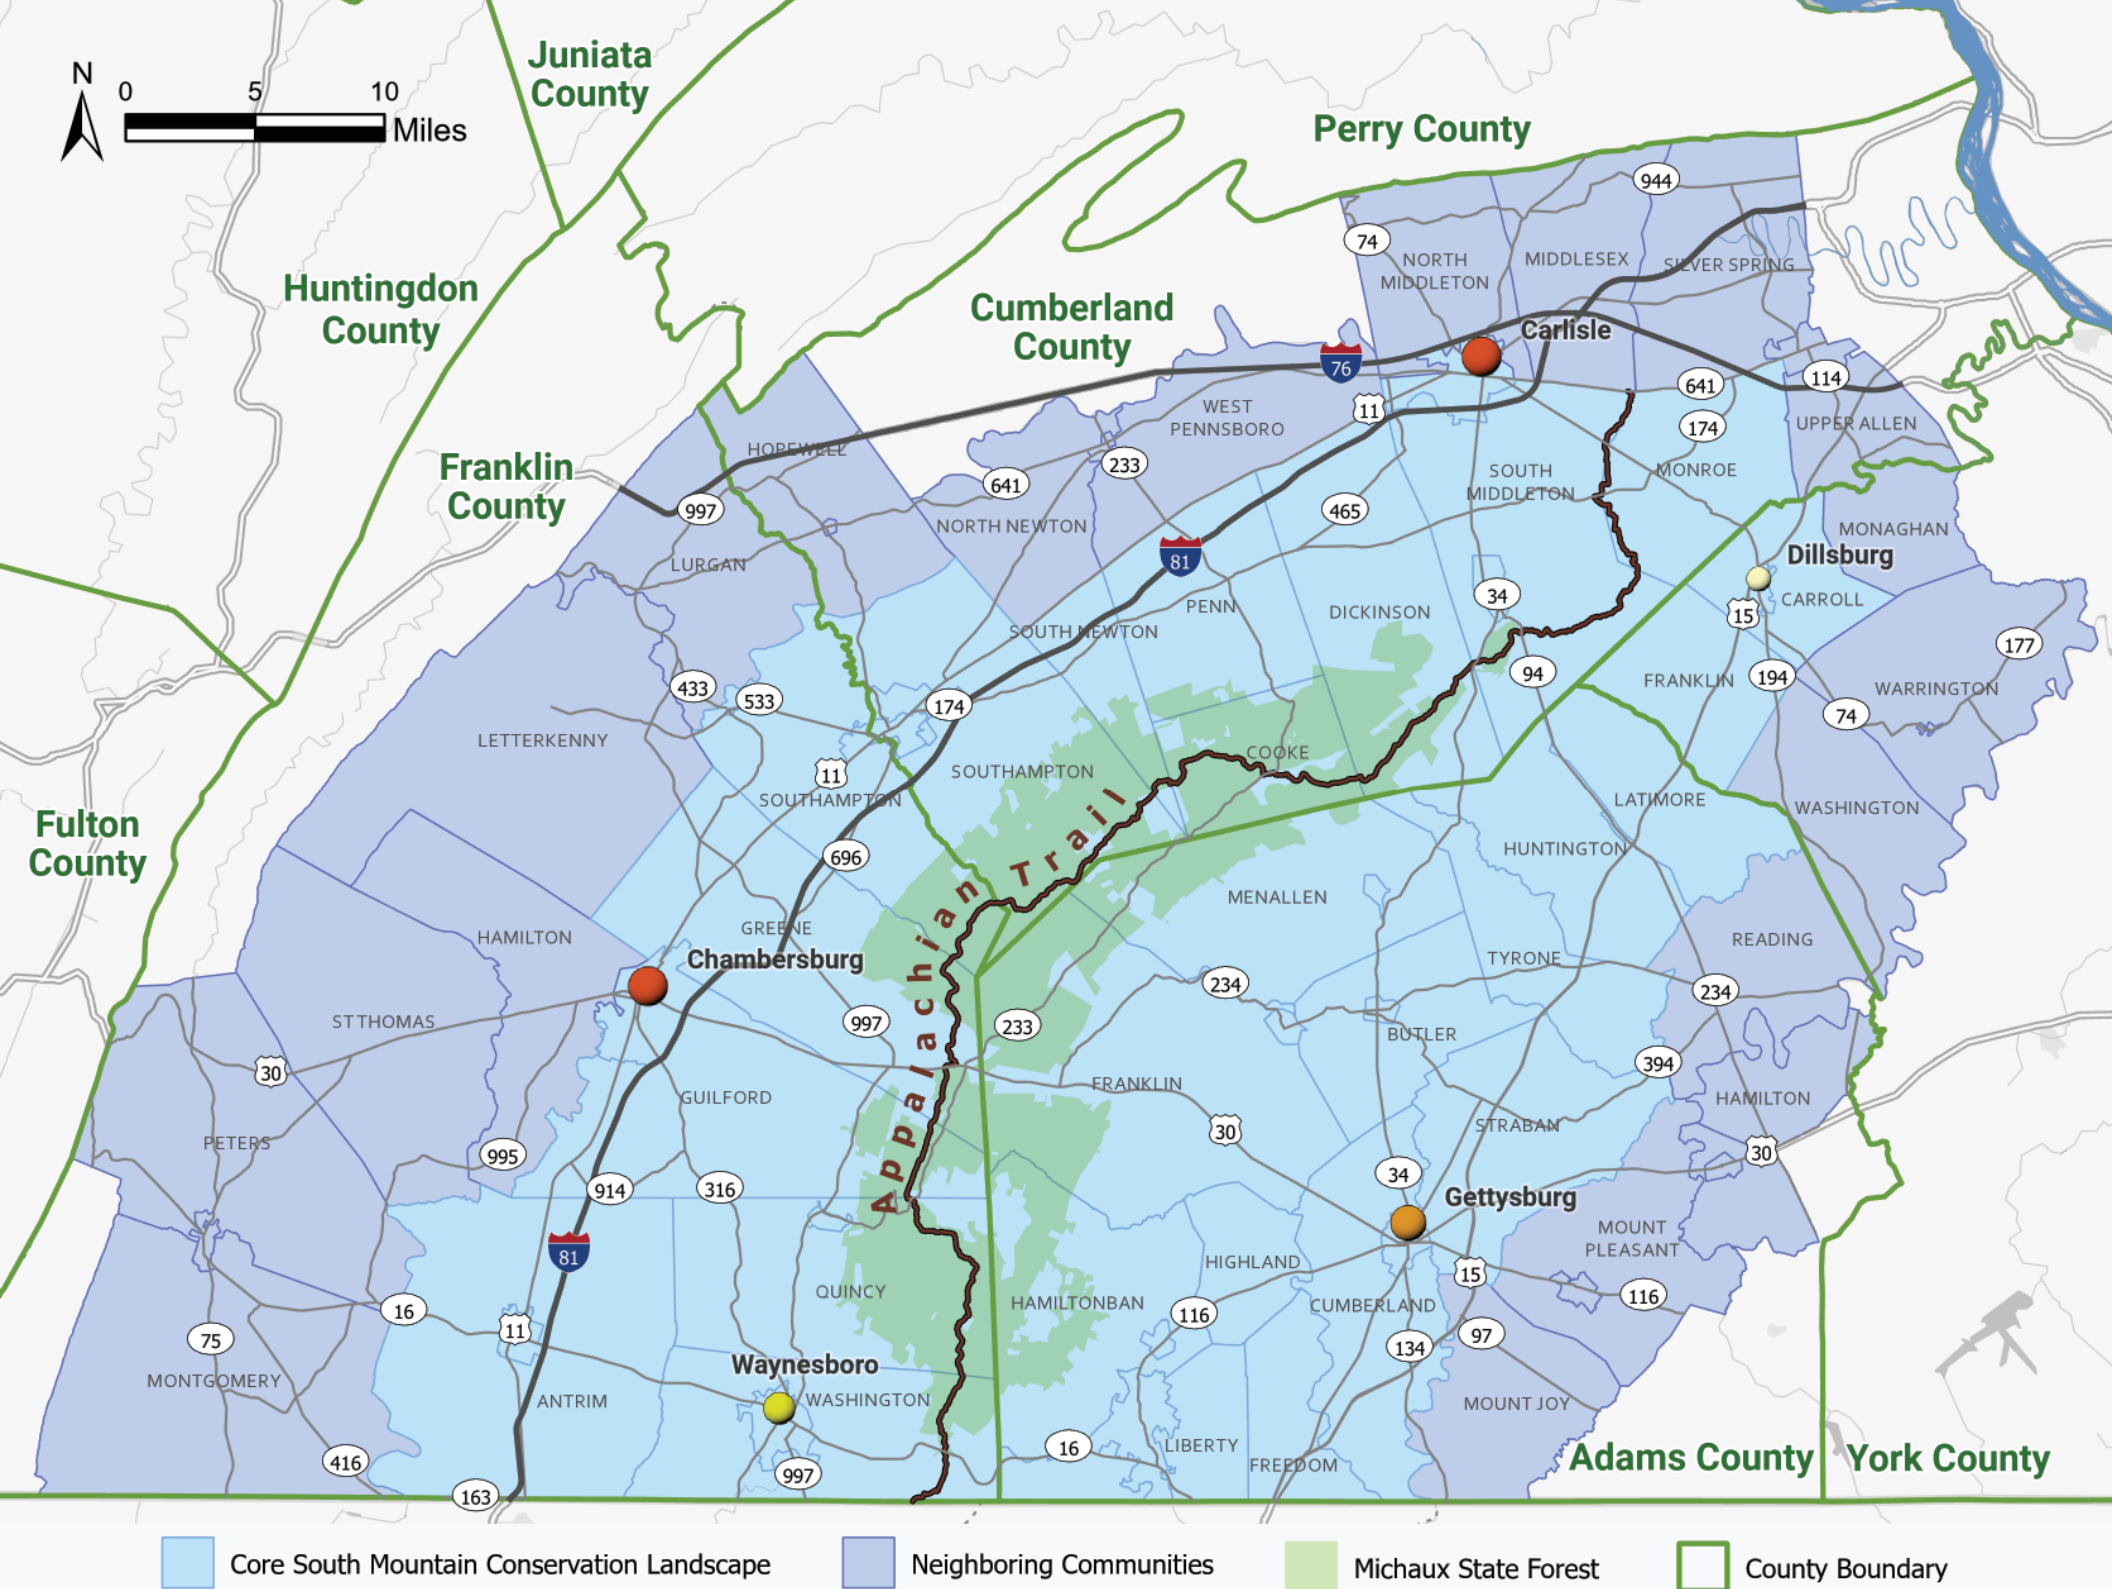 Juniata
County
N
0 5 10
Miles
Perry County
944
74
NORTH
MIDDLETON
MIDDLESEX
SILVER SPRING
Huntingdon
County
Cumberland
County
Carlisle
76
641
114
11
174
WEST
PENNSBORO
UPPER ALLEN
HOPEWELL
Franklin
County
233
641
SOUTH
MIDDLETON
MONROE
997
465
NORTH NEWTON
MONAGHAN
81
Dillsburg
LURGAN
34
CARROLL
PENN
DICKINSON
15
SOUTH NEWTON
177
94
FRANKLIN
194
433
533
WARRINGTON
174
74
LETTERKENNY
COOKE
11
SOUTHAMPTON
SOUTHAMPTON
LATIMORE
WASHINGTON
Fulton
County
696
HUNTINGTON
Appalachian Trail
MENALLEN
GREENE
HAMILTON
READING
Chambersburg
TYRONE
234
234
ST THOMAS
997
233
BUTLER
30
394
FRANKLIN
GUILFORD
HAMILTON
30
STRABAN
PETERS
995
30
34
914
316
Gettysburg
MOUNT
PLEASANT
81
HIGHLAND
15
QUINCY
HAMILTONBAN
CUMBERLAND
116
16
116
11
75
97
134
Waynesboro
MONTGOMERY
ANTRIM
WASHINGTON
MOUNT JOY
16
LIBERTY
416
FREEDOM
Adams County
York County
997
163
Core South Mountain Conservation Landscape
Neighboring Communities
Michaux State Forest
County Boundary